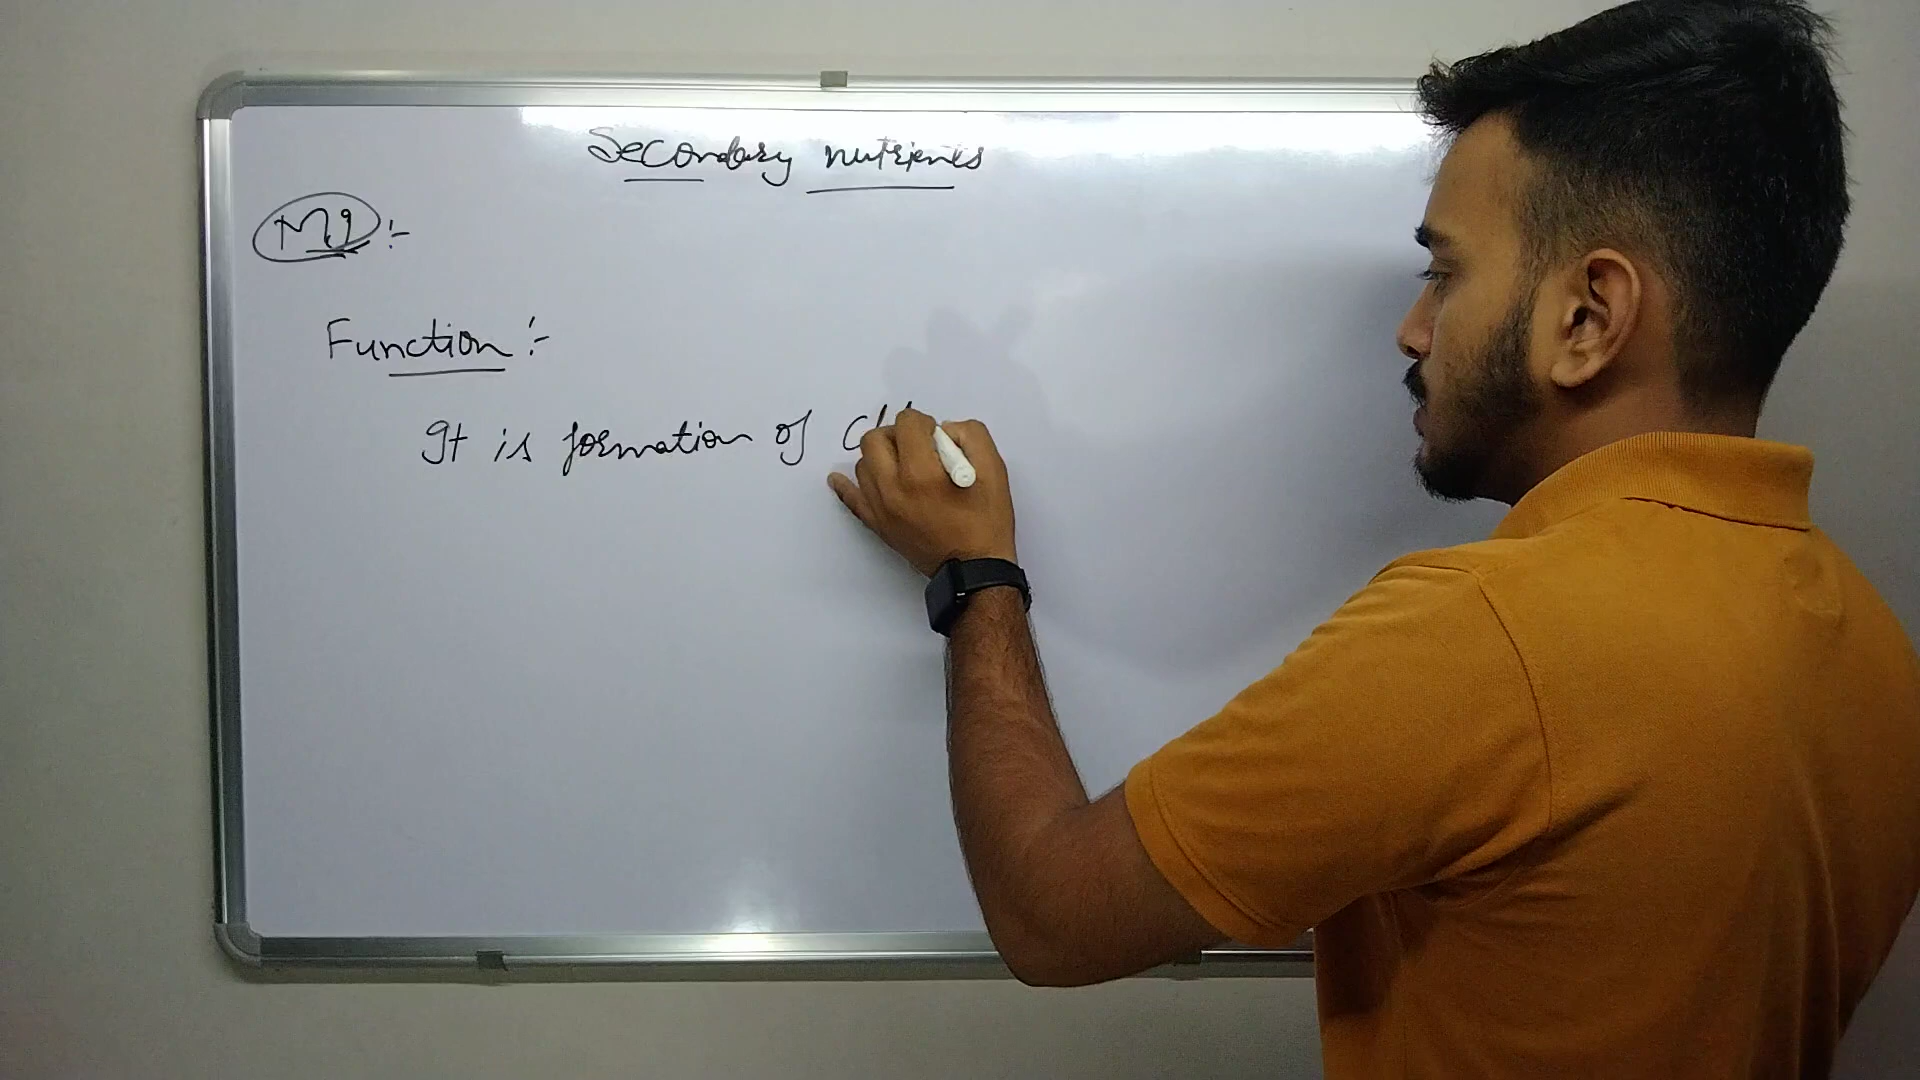 Secondary nutrients
Mg :-
Function :-
It is formation of